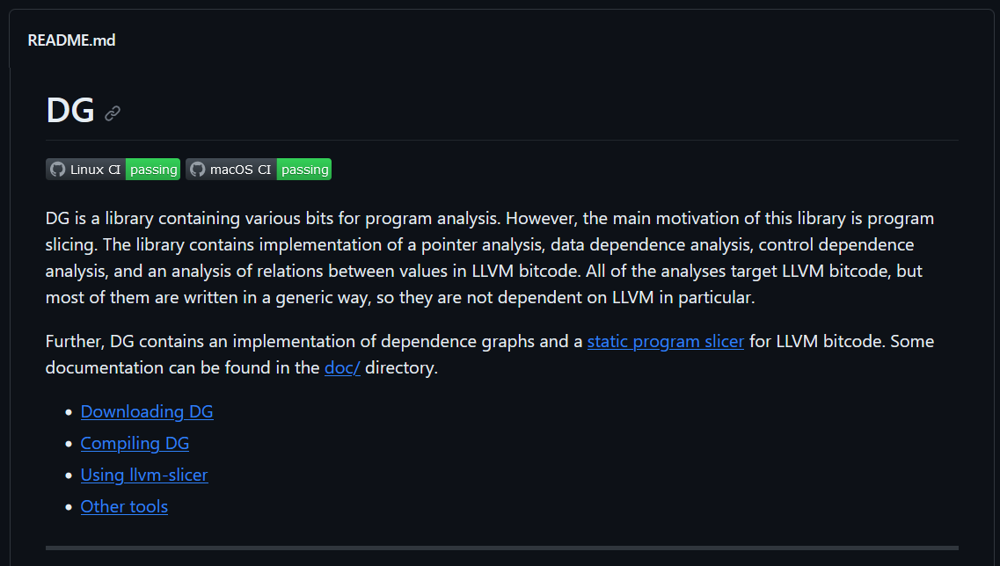 README.md
DG
Linux CI passing macOS CI passing
DG is a library containing various bits for program analysis. However, the main motivation of this library is program
slicing. The library contains implementation of a pointer analysis, data dependence analysis, control dependence
analysis, and an analysis of relations between values in LLVM bitcode. All of the analyses target LLVM bitcode, but
most of them are written in a generic way, so they are not dependent on LLVM in particular.
Further, DG contains an implementation of dependence graphs and a static program slicer for LLVM bitcode. Some
documentation can be found in the doc/ directory.
• Downloading DG
• Compiling DG
• Using llvm-slicer
• Other tools